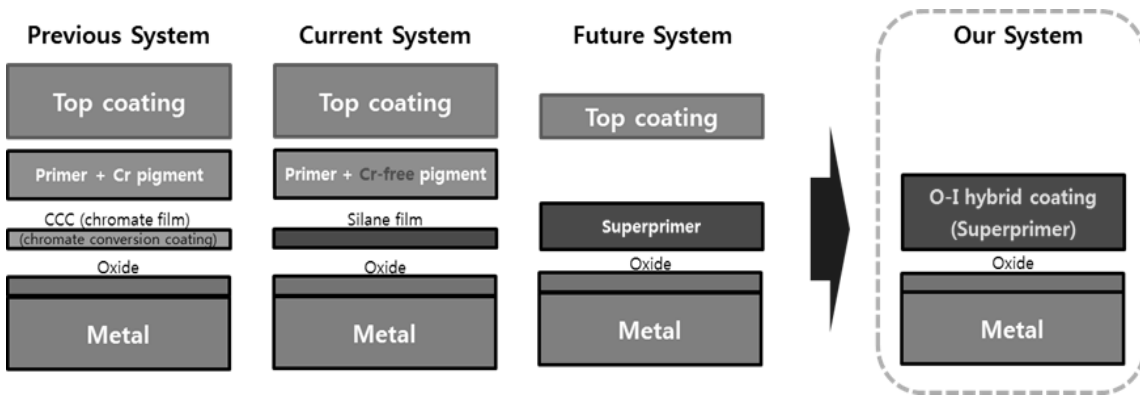 Previous System
Top coating
Primer + Cr pigment
CCC (chromate film)
(chromate conversion coating)
Oxide
Metal
Current System
Top coating
Primer + Cr-free pigment
Silane film
Oxide
Metal
Future System
Top coating
Superprimer
Oxide
Metal
Our System
O-I hybrid coating
(Superprimer)
Oxide
Metal